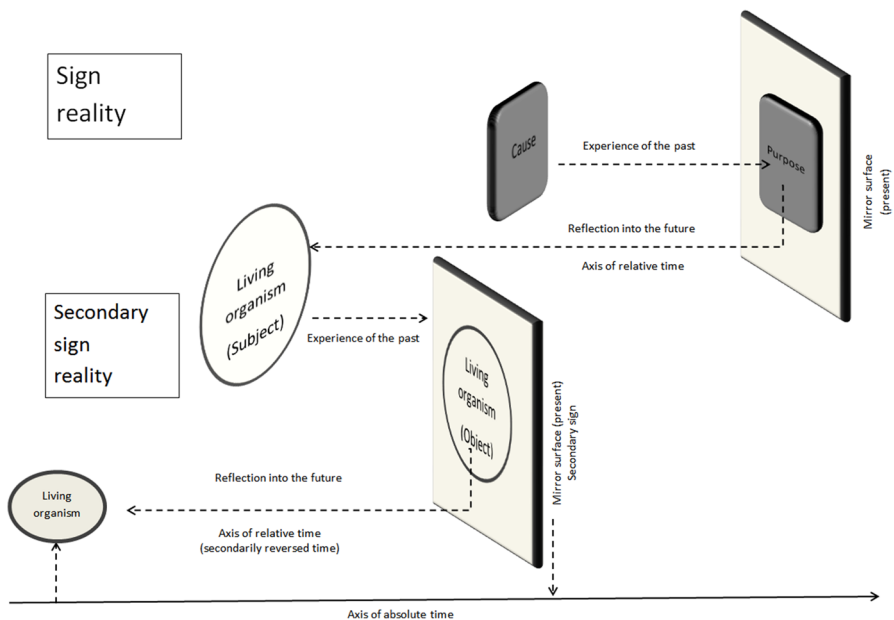 Sign
reality
Cause
Experience of the past
Purpose
Mirror surface
(present)
Reflection into the future
Axis of relative time
Living
organism
(Subject)
Secondary
sign
reality
Experience of the past
Living
organism
(Object)
Mirror surface (present)
Secondary sign
Reflection into the future
Living
organism
Axis of relative time
(secondarily reversed time)
Axis of absolute time